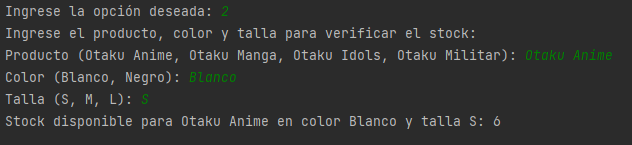 Ingrese la opción deseada: 2
Ingrese el producto, color y talla para verificar el stock:
Producto (Otaku Anime, Otaku Manga, Otaku Idols, Otaku Militar): Otaku Anime
Color (Blanco, Negro): Blanco
Talla (S, M, L): S
Stock disponible para Otaku Anime en color Blanco y talla S: 6